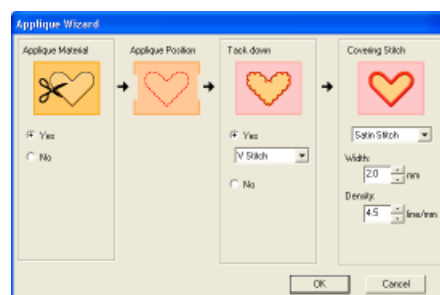 Applique Wizard
Applique Material
Applique Position
Tack down
Covering Stitch
Yes
No
Yes
V Stitch
No
Satin Stitch
Width:
2.0 mm
Density:
4.5 line/mm
OK
Cancel